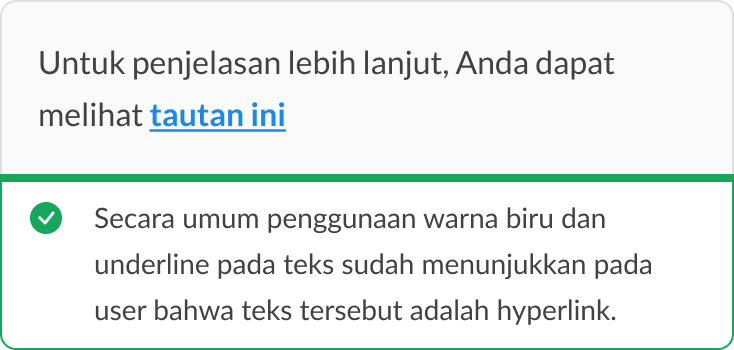 Untuk penjelasan lebih lanjut, Anda dapat
melihat tautan ini
Secara umum penggunaan warna biru dan
underline pada teks sudah menunjukkan pada
user bahwa teks tersebut adalah hyperlink.